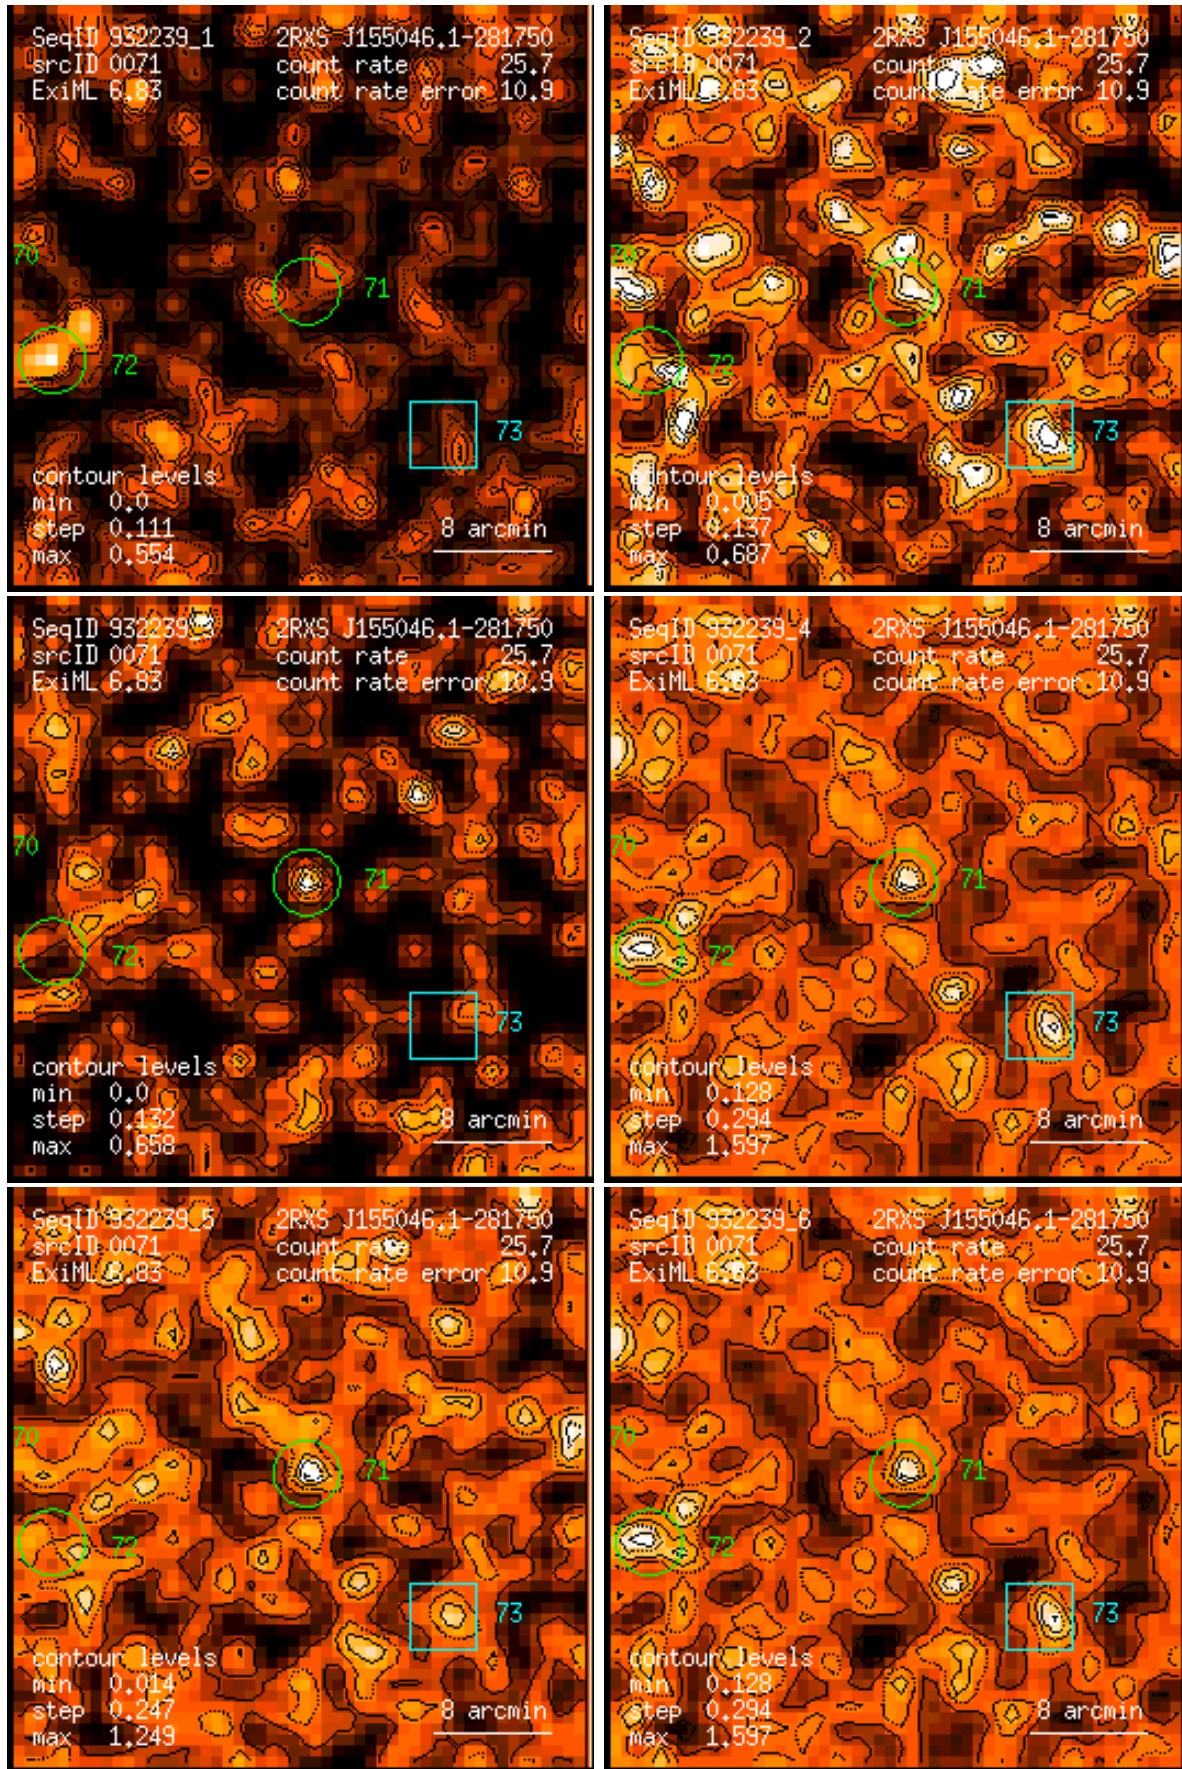 SeqID 932239_1 2RXS J155046.1-281750
srcID 0071 count rate 25.7
ExiML 6.83 count rate error 10.9
70
71
72
73
contour levels
min 0.0
step 0.111 8 arcmin
max 0.554
SeqID 932239_2 2RXS J155046.1-281750
srcID 0071 count rate 25.7
ExiML 6.83 count rate error 10.9
70
71
72
73
contour levels
min 0.005
step 0.137 8 arcmin
max 0.687
SeqID 932239 2RXS J155046.1-281750
srcID 0071 count rate 25.7
ExiML 6.83 count rate error 10.9
70
71
72
73
contour levels
min 0.0
step 0.132 8 arcmin
max 0.658
SeqID 932239_4 2RXS J155046.1-281750
srcID 0071 count rate 25.7
ExiML 6.83 count rate error 10.9
70
71
72
73
contour levels
min 0.128
step 0.294 8 arcmin
max 1.597
SeqID 932239_5 2RXS J155046.1-281750
srcID 0071 count rate 25.7
ExiML 6.83 count rate error 10.9
70
71
72
73
contour levels
min 0.014
step 0.247 8 arcmin
max 1.249
SeqID 932239_6 2RXS J155046.1-281750
srcID 0071 count rate 25.7
ExiML 6.83 count rate error 10.9
70
71
72
73
contour levels
min 0.128
step 0.294 8 arcmin
max 1.597